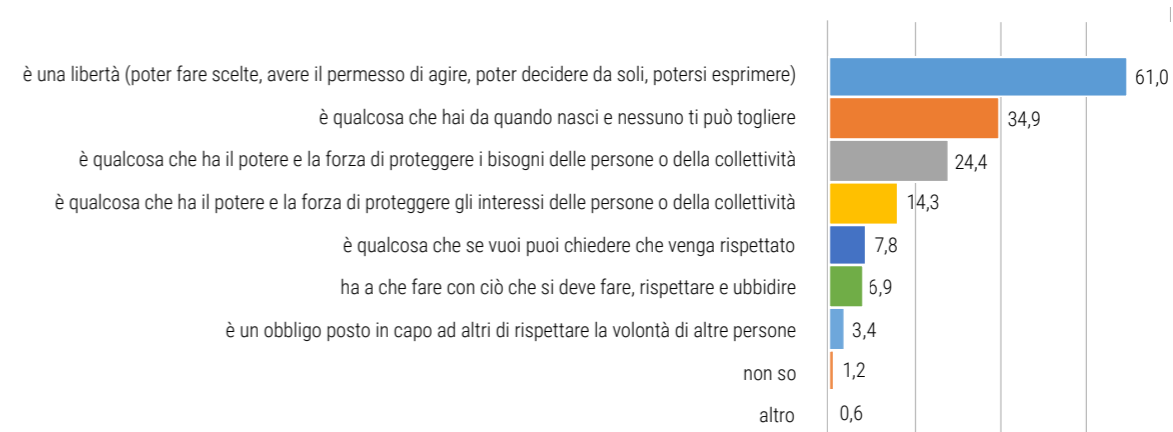 è una libertà (poter fare scelte, avere il permesso di agire, poter decidere da soli, potersi esprimere) 61,0
è qualcosa che hai da quando nasci e nessuno ti può togliere 34,9
è qualcosa che ha il potere e la forza di proteggere i bisogni delle persone o della collettività 24,4
è qualcosa che ha il potere e la forza di proteggere gli interessi delle persone o della collettività 14,3
è qualcosa che se vuoi puoi chiedere che venga rispettato 7,8
ha a che fare con ciò che si deve fare, rispettare e ubbidire 6,9
è un obbligo posto in capo ad altri di rispettare la volontà di altre persone 3,4
non so 1,2
altro 0,6